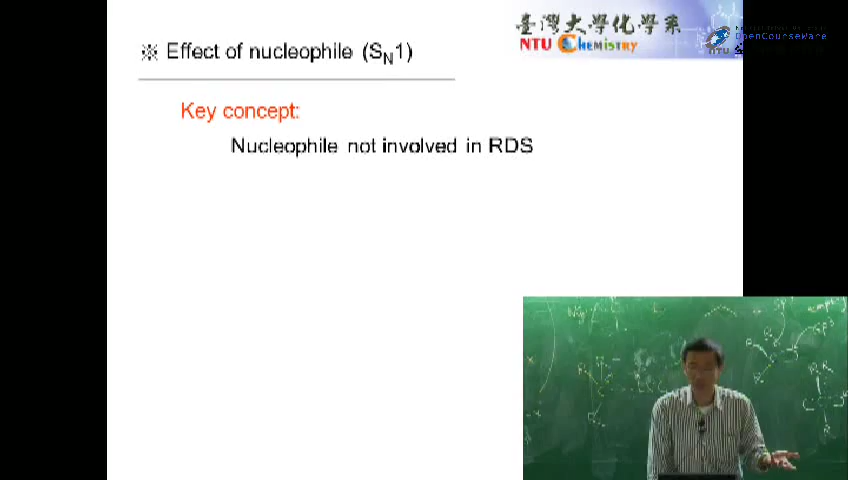 臺灣大學化學系
NTU Chemistry
OpenCourseWare
NTU
※ Effect of nucleophile (SN1)
Key concept:
Nucleophile not involved in RDS